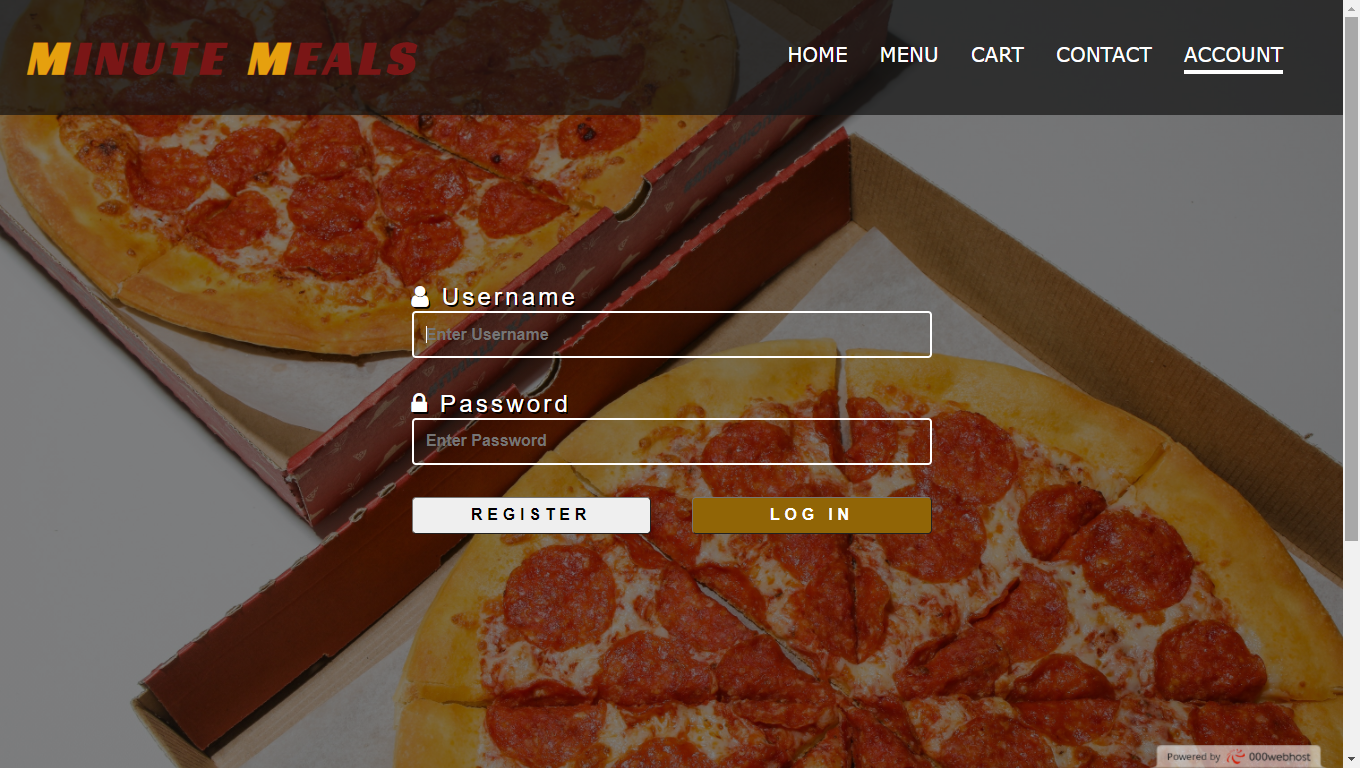 MINUTE MEALS
HOME MENU CART CONTACT ACCOUNT
Username
Enter Username
Password
Enter Password
REGISTER LOG IN
Powered by 000webhost